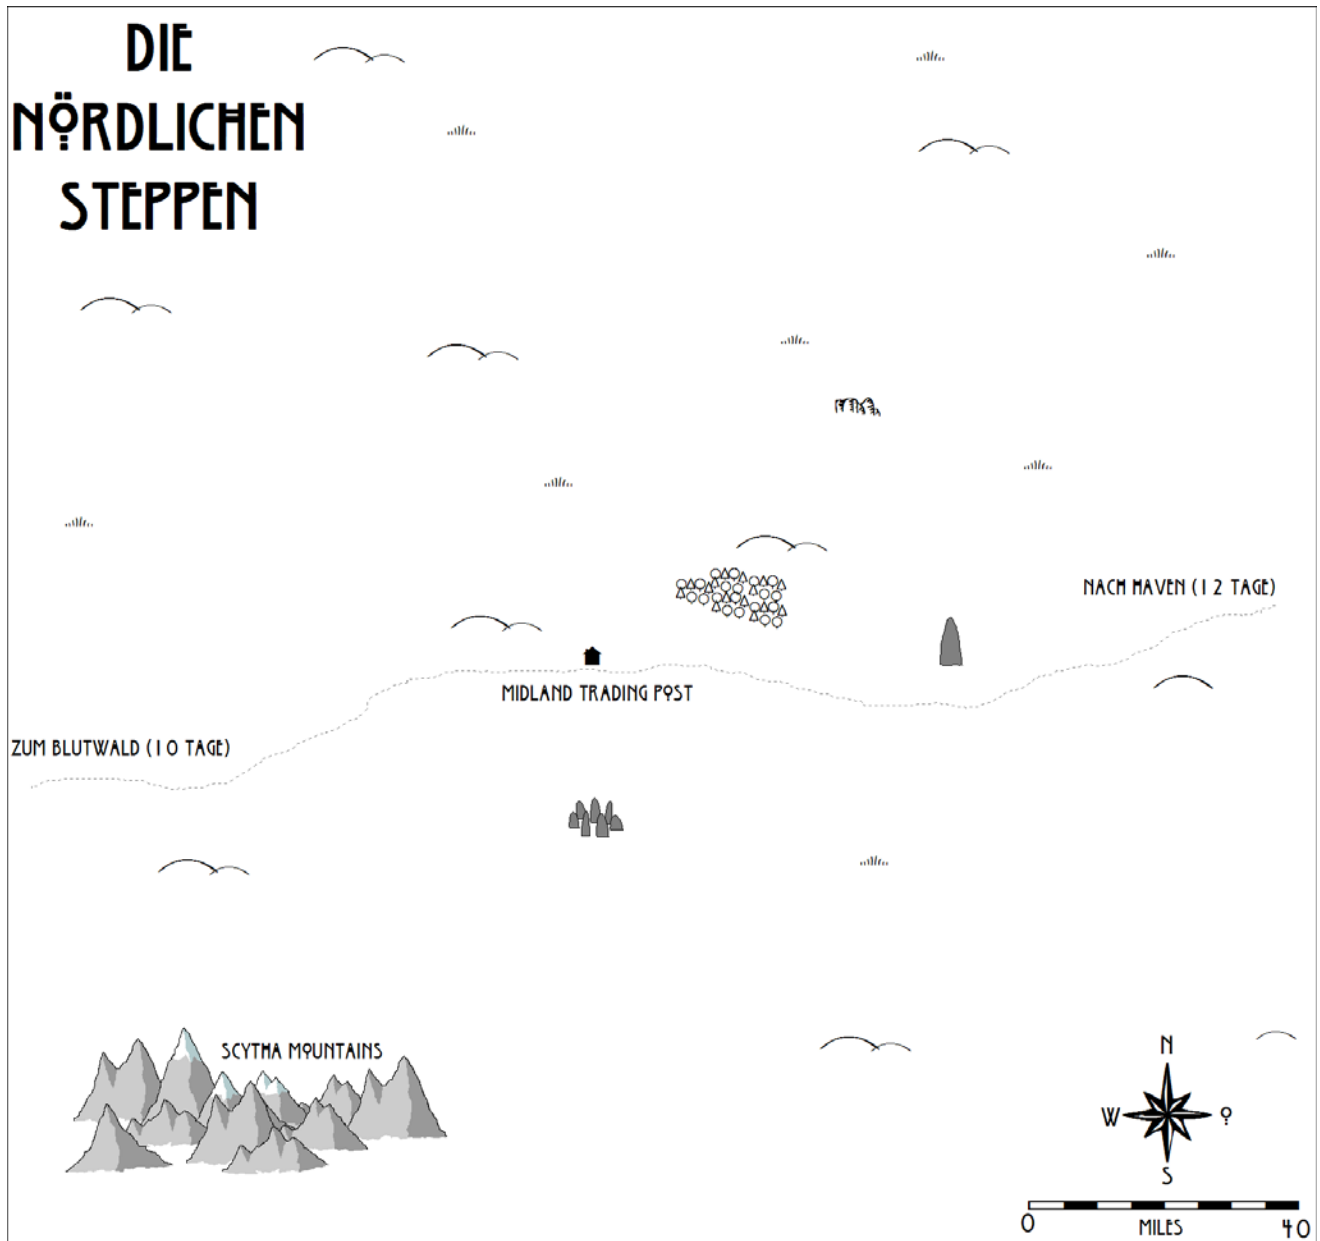 DIE
NÖRDLICHEN
STEPPEN
NACH HAVEN (12 TAGE)
MIDLAND TRADING POST
ZUM BLUTWALD (10 TAGE)
SCYTHA MOUNTAINS
N
W O
S
0 MILES 40